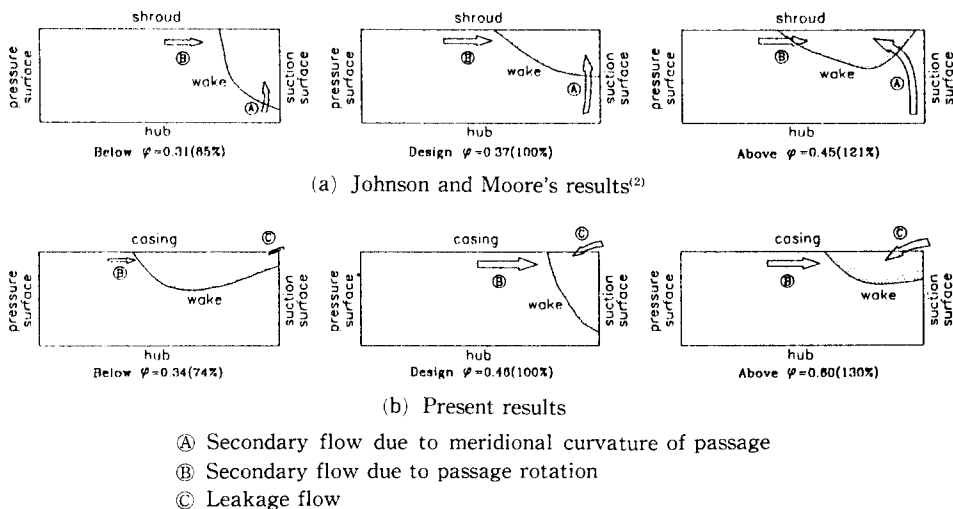 shroud
pressure surface
Ⓑ
wake
Ⓐ
suction surface
hub
Below φ=0.31(85%)
shroud
pressure surface
Ⓑ
wake
Ⓐ
suction surface
hub
Design φ=0.37(100%)
shroud
pressure surface
Ⓑ
wake
Ⓐ
suction surface
hub
Above φ=0.45(121%)
(a) Johnson and Moore's results(2)
casing
Ⓒ
pressure surface
Ⓑ
wake
suction surface
hub
Below φ=0.34(74%)
casing
Ⓒ
pressure surface
Ⓑ
wake
suction surface
hub
Design φ=0.46(100%)
casing
Ⓒ
pressure surface
Ⓑ
wake
suction surface
hub
Above φ=0.60(130%)
(b) Present results
Ⓐ Secondary flow due to meridional curvature of passage
Ⓑ Secondary flow due to passage rotation
Ⓒ Leakage flow